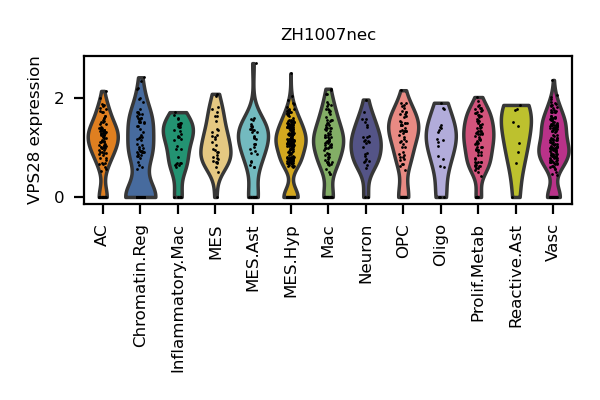 ZH1007nec
VPS28 expression
2
0
AC
Chromatin.Reg
Inflammatory.Mac
MES
MES.Ast
MES.Hyp
Mac
Neuron
OPC
Oligo
Prolif.Metab
Reactive.Ast
Vasc